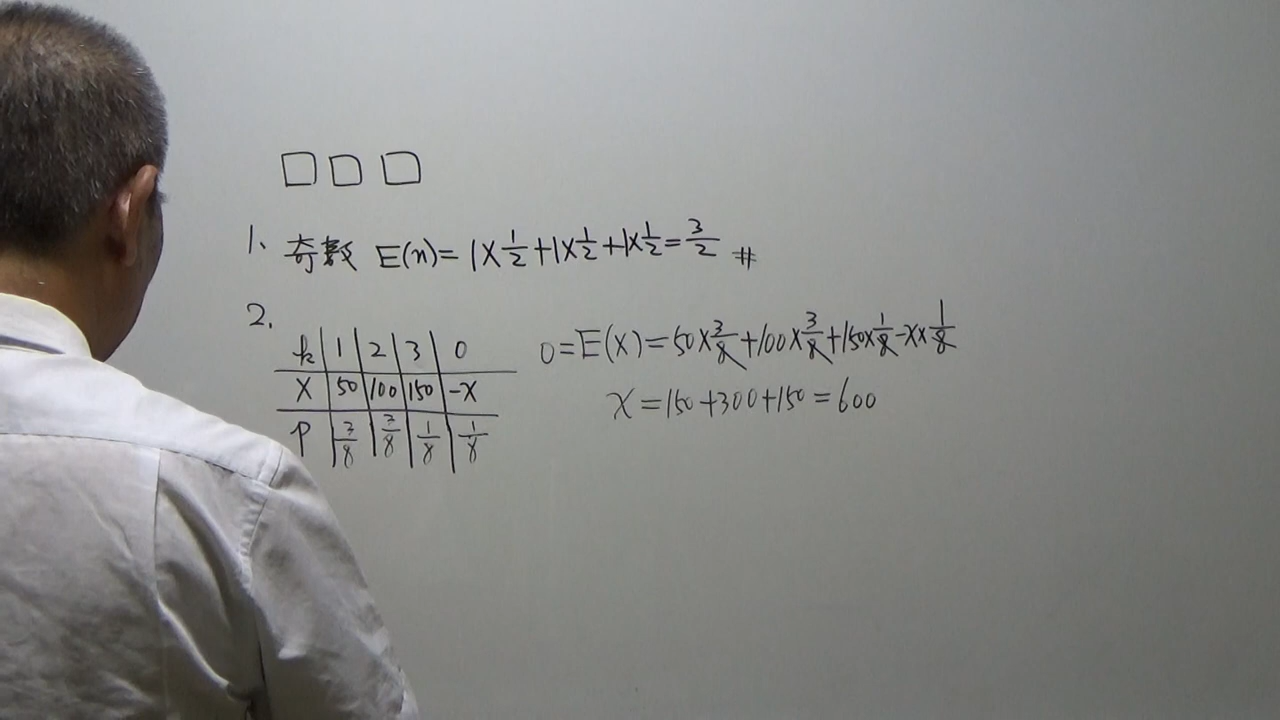 □ □ □
1、奇數 E(n)=1×1/2+1×1/2+1×1/2=3/2 #
2.
k | 1 | 2 | 3 | 0
X | 50 | 100 | 150 | -x
P | 3/8 | 3/8 | 1/8 | 1/8
0=E(X)=50×3/8+100×3/8+150×1/8-x×1/8
x=150+300+150=600